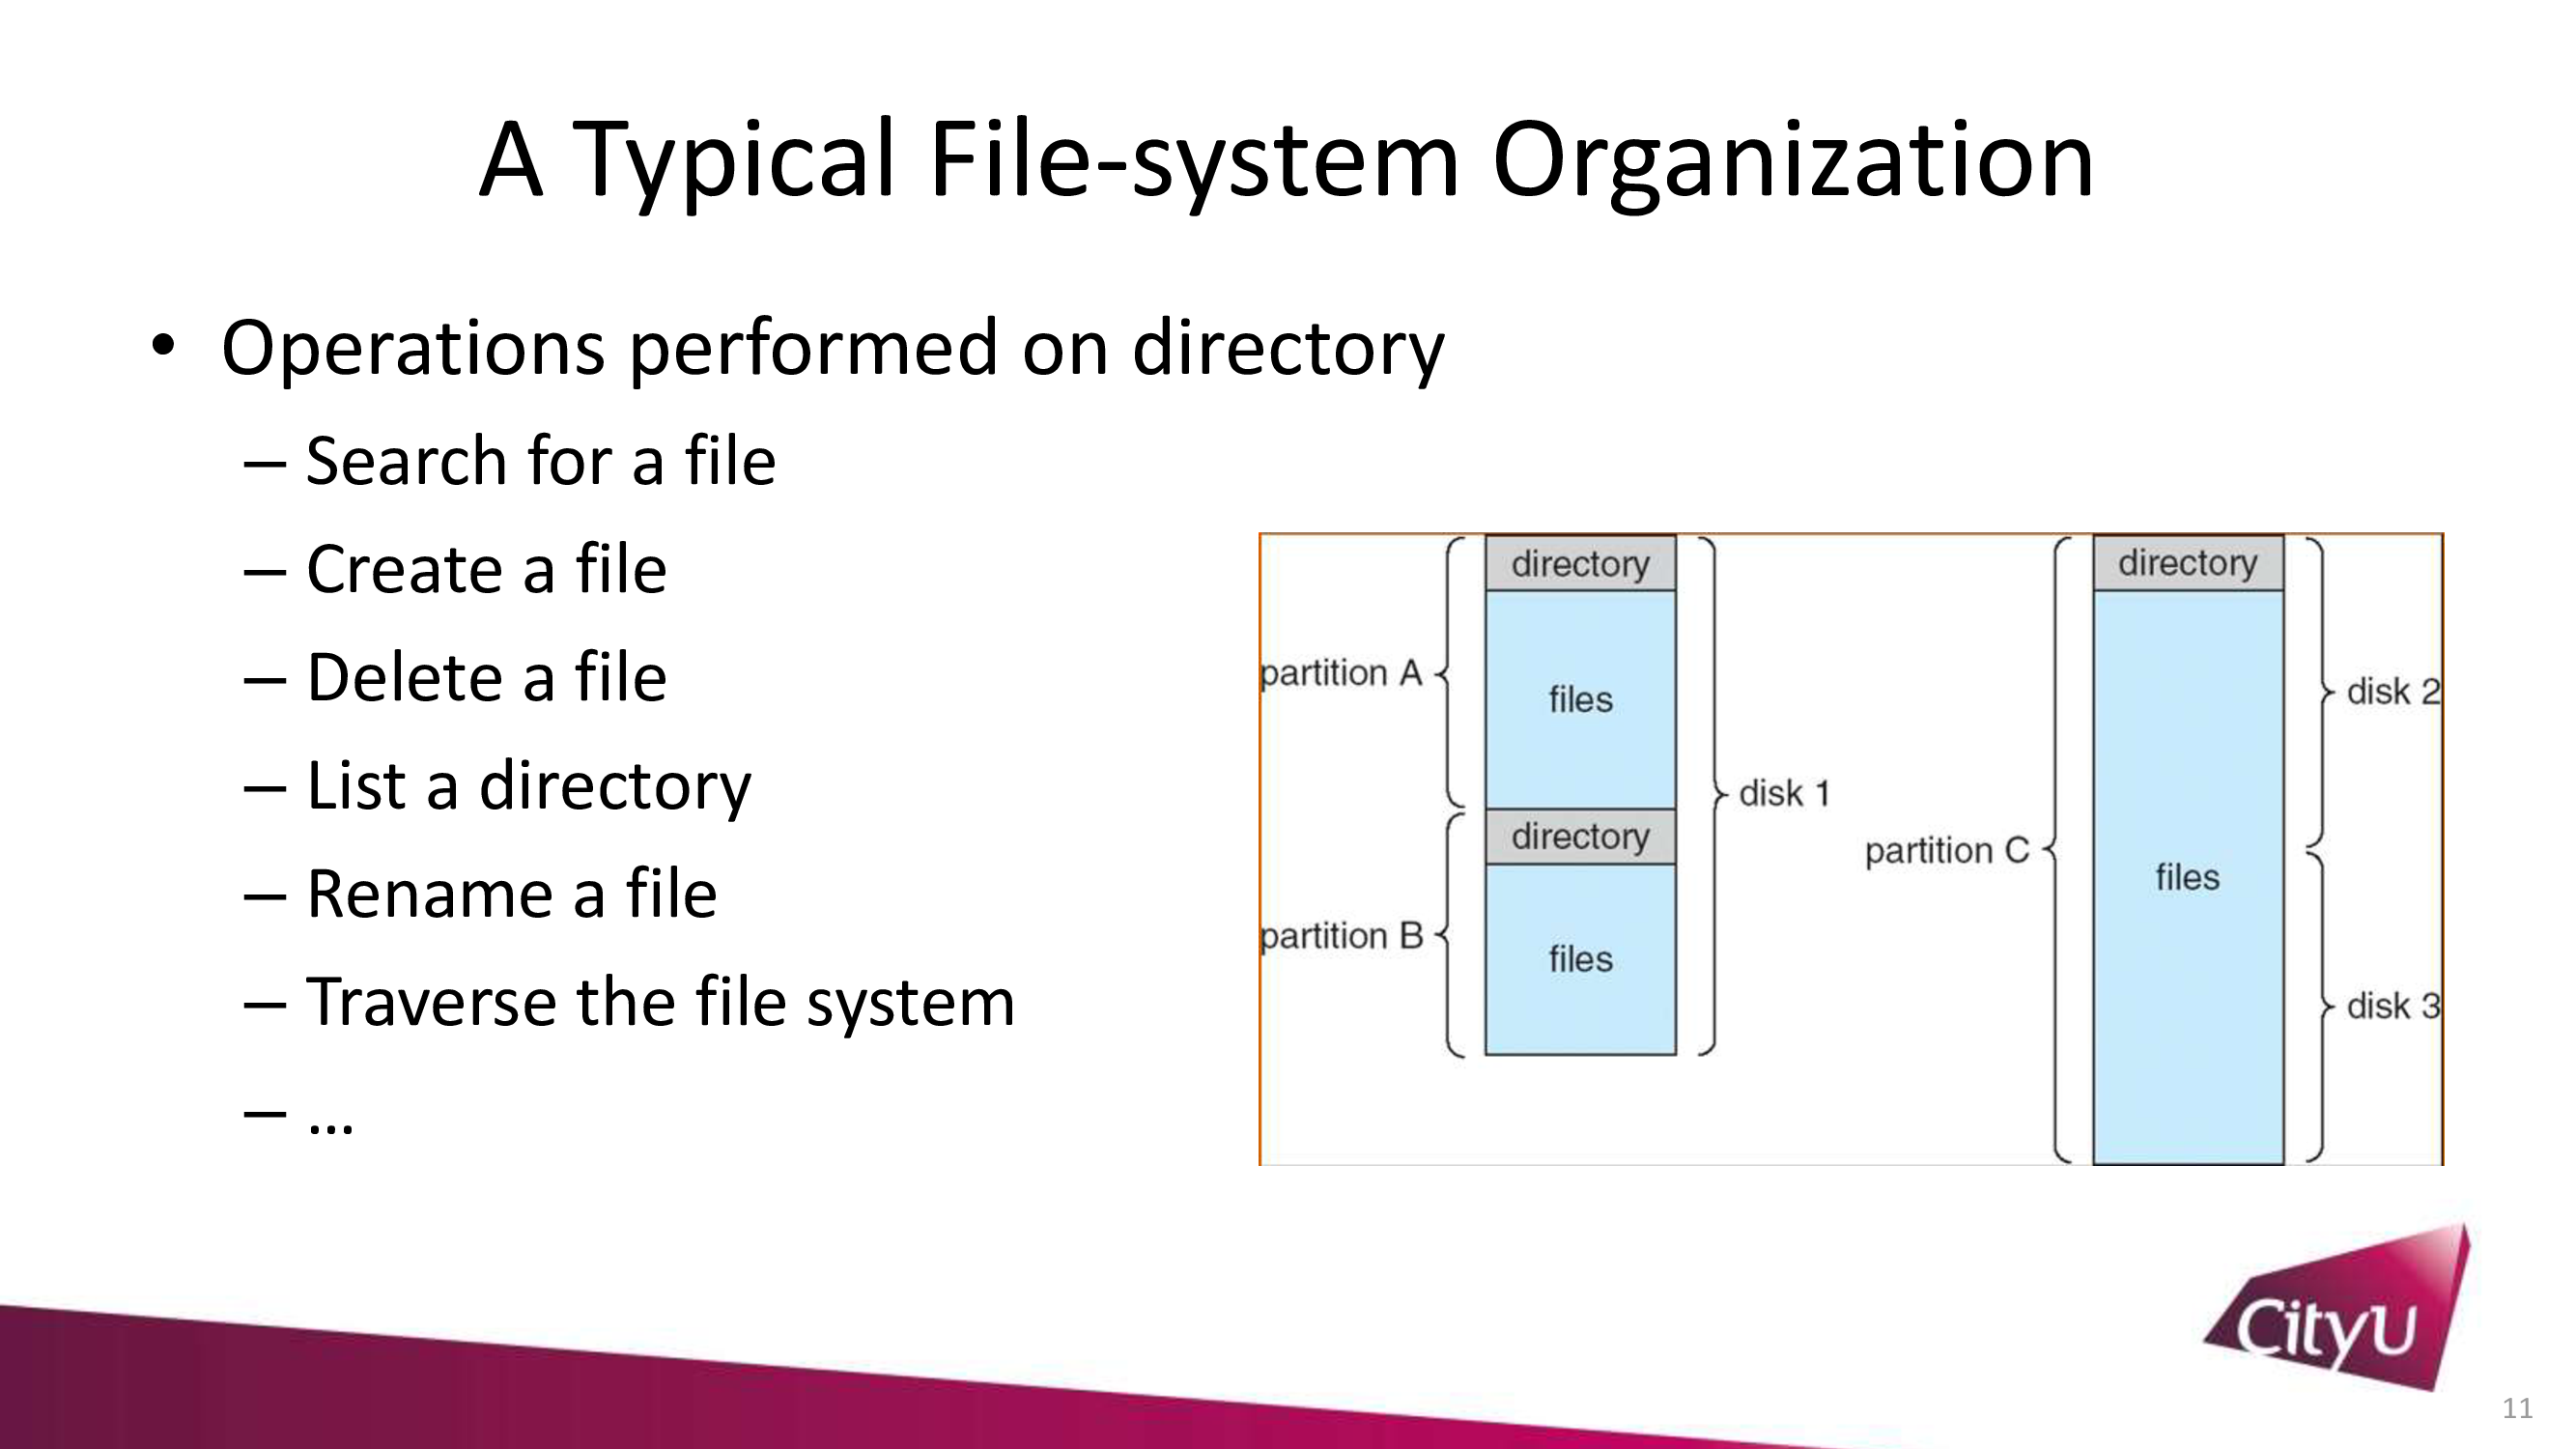 A Typical File-system Organization
• Operations performed on directory
– Search for a file
– Create a file
– Delete a file
– List a directory
– Rename a file
– Traverse the file system
– ...
directory
files
partition A
directory
files
partition B
disk 1
directory
files
partition C
disk 2
disk 3
CityU
11